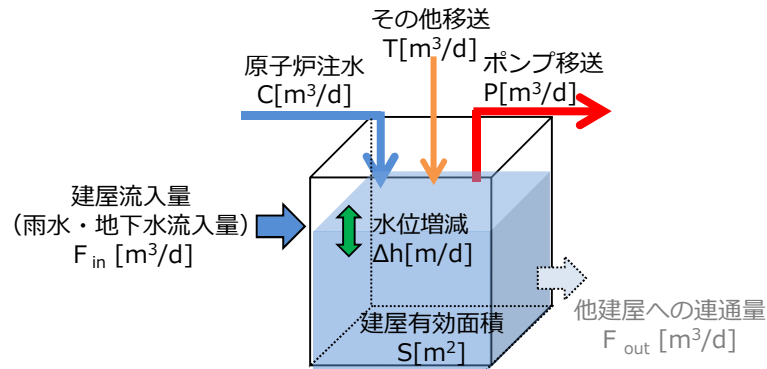 その他移送
T[m³/d]
原子炉注水
C[m³/d]
ポンプ移送
P[m³/d]
建屋流入量
（雨水・地下水流入量）
F in [m³/d]
水位増減
Δh[m/d]
建屋有効面積
S[m²]
他建屋への連通量
F out [m³/d]